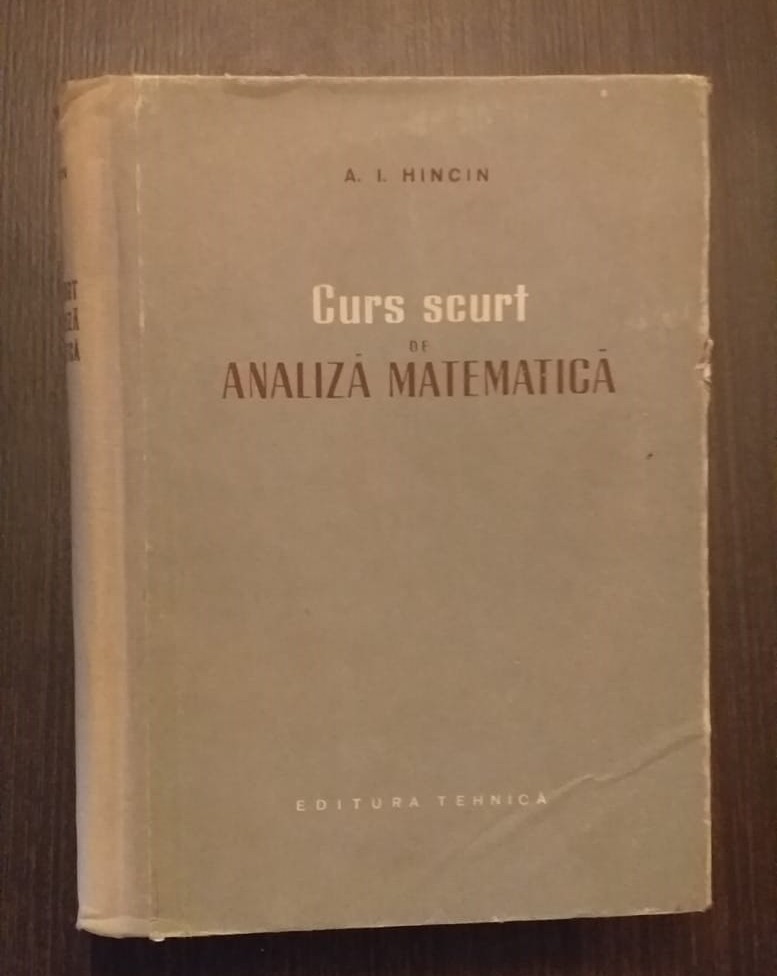 A. I. HINCIN
Curs scurt
DE
ANALIZĂ MATEMATICĂ
EDITURA TEHNICĂ